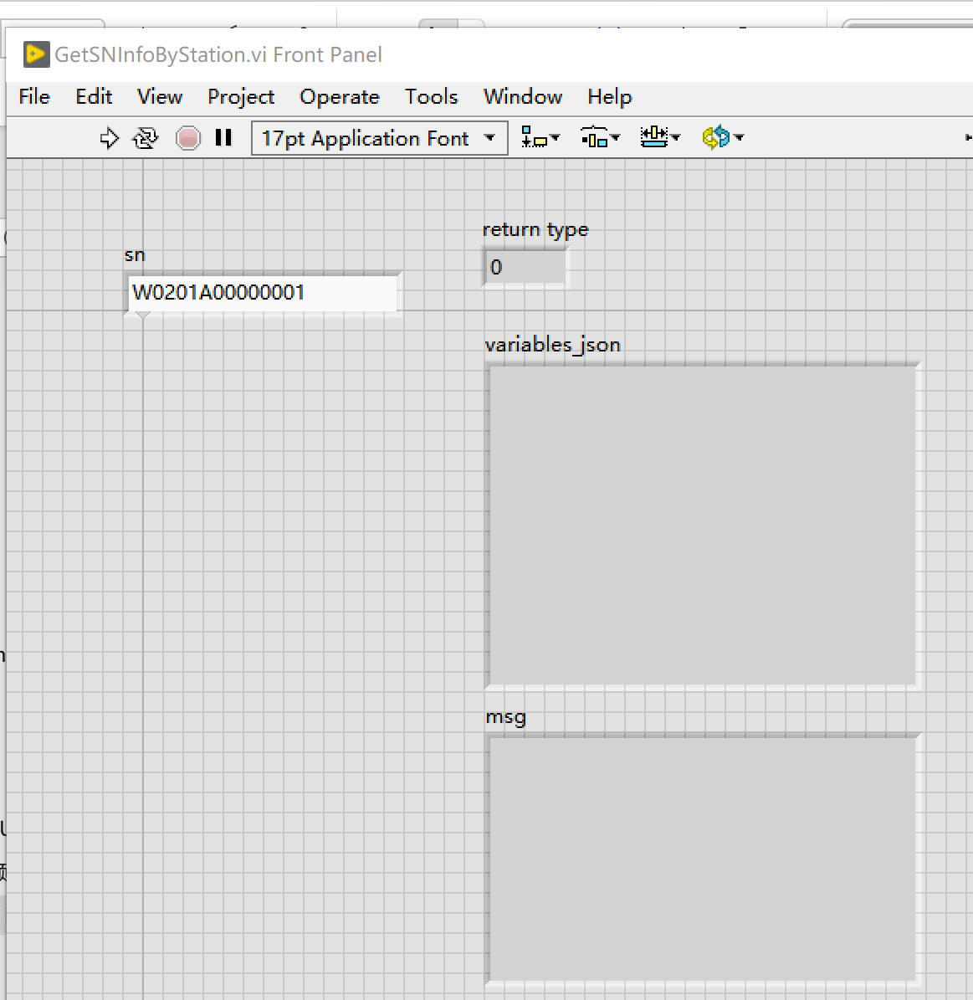 GetSNInfoByStation.vi Front Panel
File Edit View Project Operate Tools Window Help
17pt Application Font
return type
0
sn
W0201A00000001
variables_json
msg